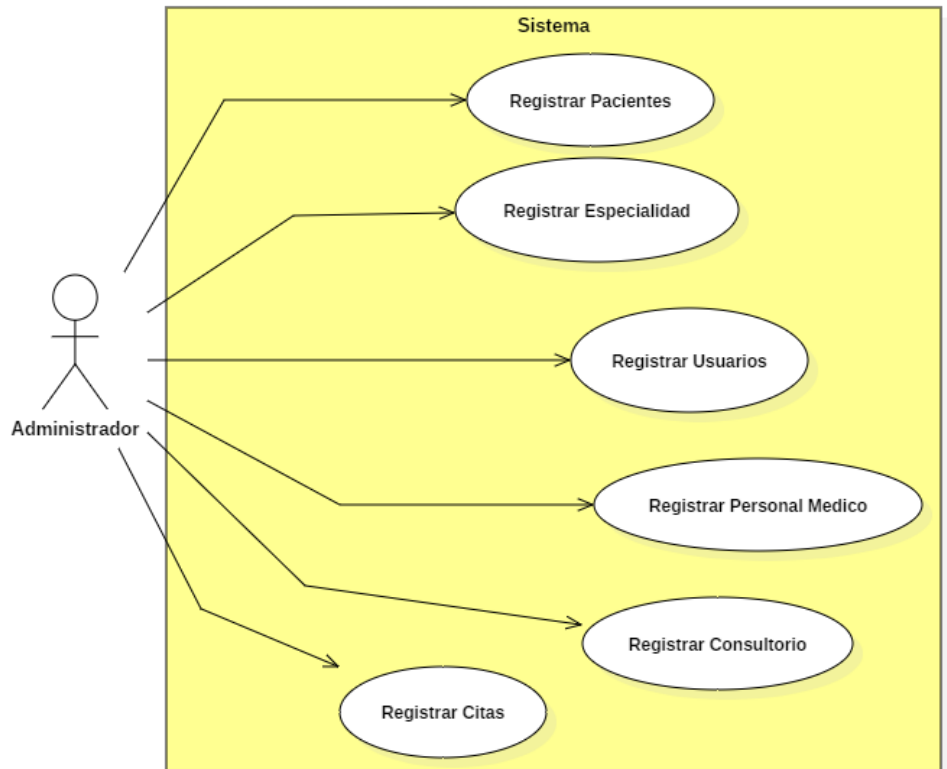 Sistema
Registrar Pacientes
Registrar Especialidad
Registrar Usuarios
Administrador
Registrar Personal Medico
Registrar Consultorio
Registrar Citas